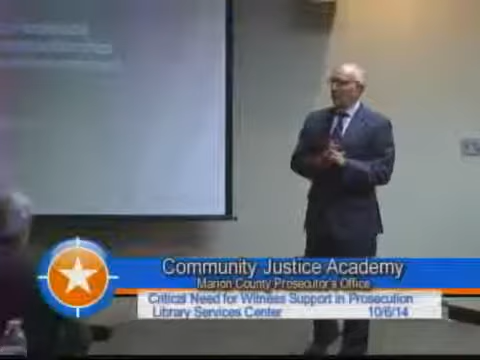 Community Justice Academy
Marion County Prosecutor's Office
Critical Need for Witness Support in Prosecution
Library Services Center 10/6/14